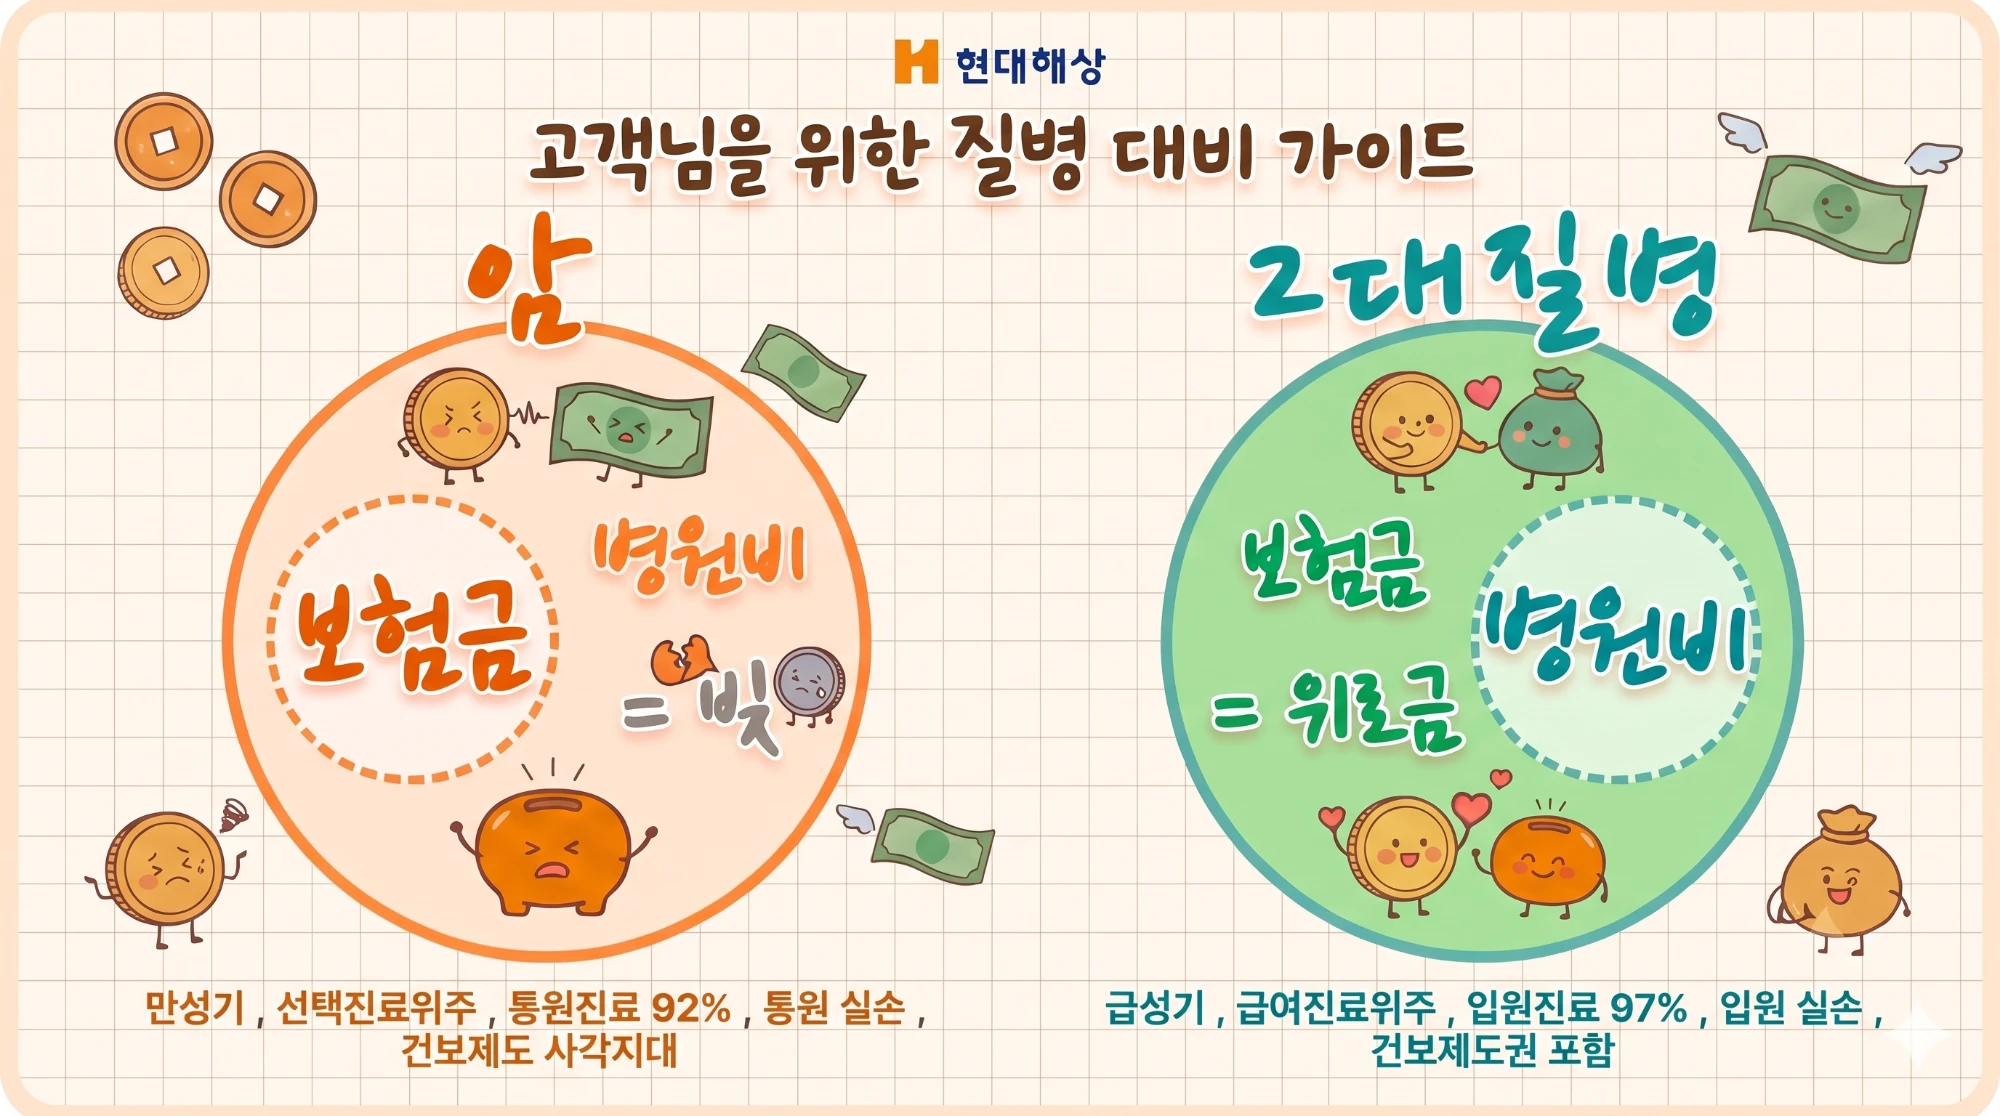 현대해상
고객님을 위한 질병 대비 가이드
암
보험금
병원비
= 빚
만성기 , 선택진료위주 , 통원진료 92% , 통원 실손 ,
건보제도 사각지대
2대질병
보험금
= 위로금
병원비
급성기 , 급여진료위주 , 입원진료 97% , 입원 실손 ,
건보제도권 포함